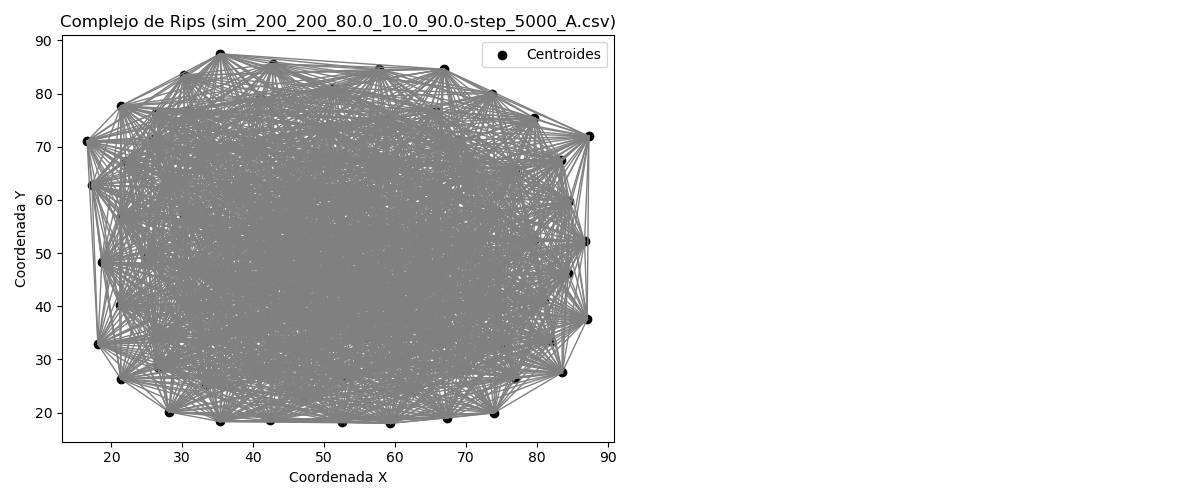 Complejo de Rips (sim_200_200_80.0_10.0_90.0-step_5000_A.csv)
Centroides
90
80
70
60
50
40
30
20
Coordenada Y
20 30 40 50 60 70 80 90
Coordenada X